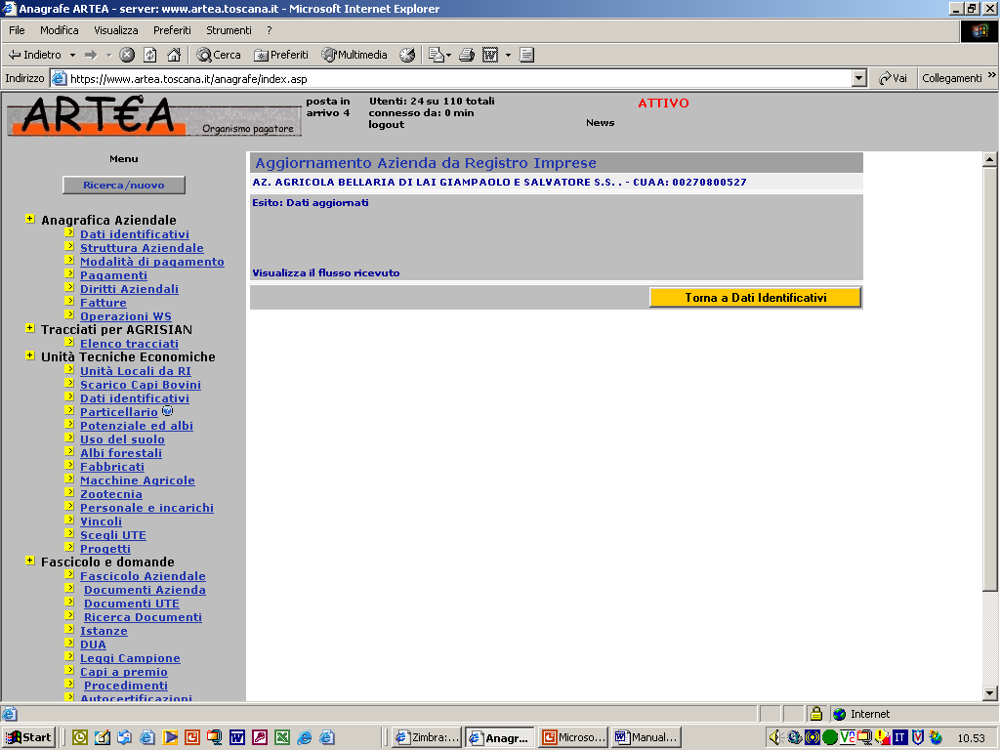 Anagrafe ARTEA - server: www.artea.toscana.it - Microsoft Internet Explorer
File Modifica Visualizza Preferiti Strumenti ?
Indietro Cerca Preferiti Multimedia
Indirizzo https://www.artea.toscana.it/anagrafe/index.asp Vai Collegamenti »
ART€A
Organismo pagatore
posta in arrivo 4
Utenti: 24 su 110 totali
connesso da: 0 min
logout
News
ATTIVO
Menu
Ricerca/nuovo
Anagrafica Aziendale
Dati identificativi
Struttura Aziendale
Modalità di pagamento
Pagamenti
Diritti Aziendali
Fatture
Operazioni WS
Tracciati per AGRISIAN
Elenco tracciati
Unità Tecniche Economiche
Unità Locali da RI
Scarico Capi Bovini
Dati identificativi
Particellario
Potenziale ed albi
Uso del suolo
Albi forestali
Fabbricati
Macchine Agricole
Zootecnia
Personale e incarichi
Vincoli
Scegli UTE
Progetti
Fascicolo e domande
Fascicolo Aziendale
Documenti Azienda
Documenti UTE
Ricerca Documenti
Istanze
DUA
Leggi Campione
Capi a premio
Procedimenti
Autocertificazioni
Aggiornamento Azienda da Registro Imprese
AZ. AGRICOLA BELLARIA DI LAI GIAMPAOLO E SALVATORE S.S. . - CUAA: 00270800527
Esito: Dati aggiornati
Visualizza il flusso ricevuto
Torna a Dati Identificativi
Internet
Start Zimbra:... Anagr... Microso... Manual... IT 10.53